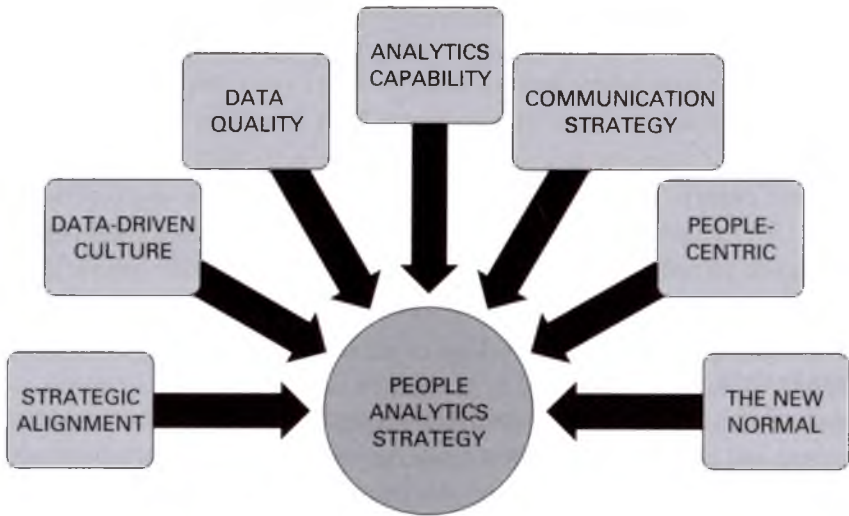 STRATEGIC
ALIGNMENT
DATA-DRIVEN
CULTURE
DATA
QUALITY
ANALYTICS
CAPABILITY
COMMUNICATION
STRATEGY
PEOPLE-
CENTRIC
THE NEW
NORMAL
PEOPLE
ANALYTICS
STRATEGY